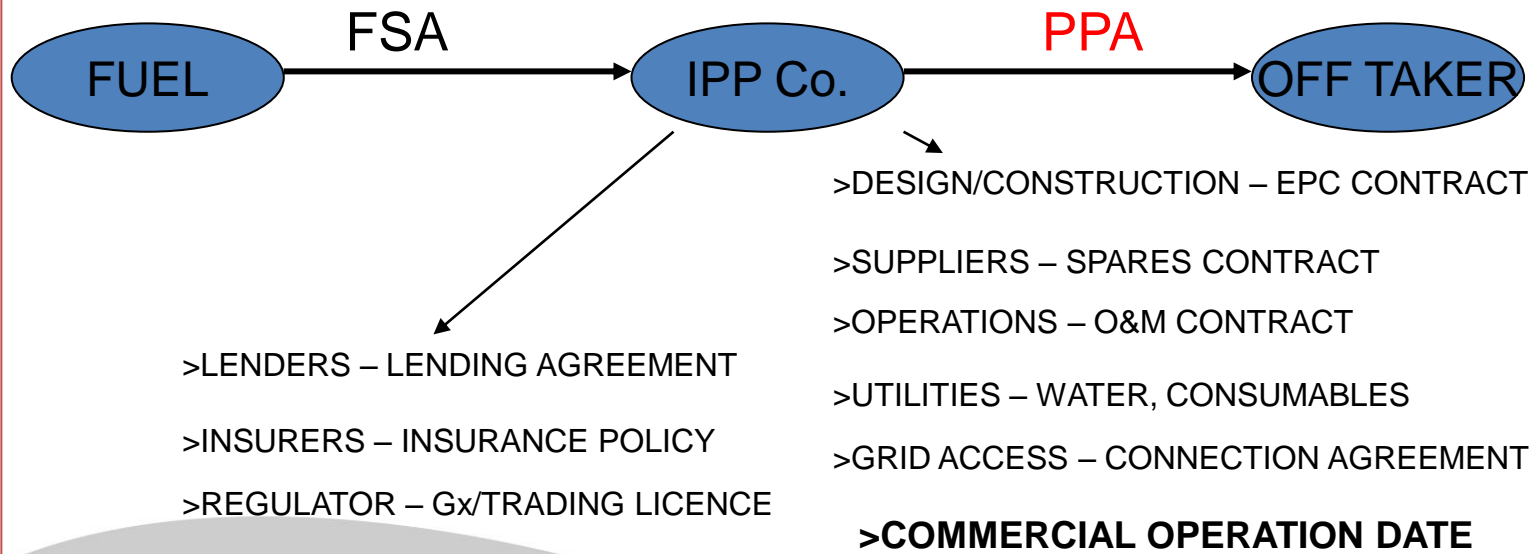 FSA
PPA
FUEL
IPP Co.
OFF TAKER
>DESIGN/CONSTRUCTION – EPC CONTRACT
>SUPPLIERS – SPARES CONTRACT
>OPERATIONS – O&M CONTRACT
>LENDERS – LENDING AGREEMENT
>UTILITIES – WATER, CONSUMABLES
>INSURERS – INSURANCE POLICY
>GRID ACCESS – CONNECTION AGREEMENT
>REGULATOR – Gx/TRADING LICENCE
>COMMERCIAL OPERATION DATE